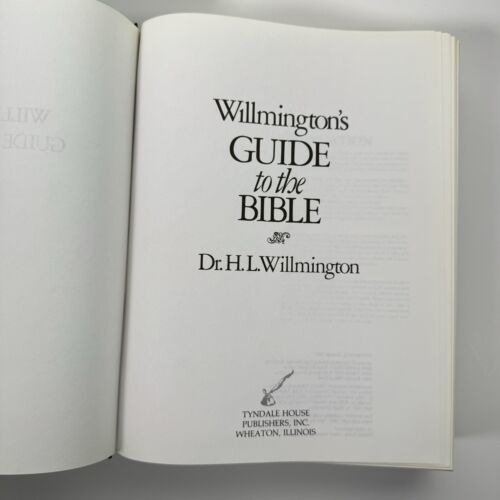 Willmington's
GUIDE
to the
BIBLE
Dr. H. L. Willmington
TYNDALE HOUSE
PUBLISHERS, INC.
WHEATON, ILLINOIS